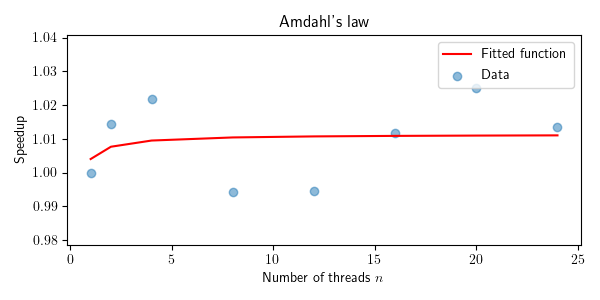 Amdahl's law
Speedup
1.04
1.03
1.02
1.01
1.00
0.99
0.98
Fitted function
Data
0 5 10 15 20 25
Number of threads n